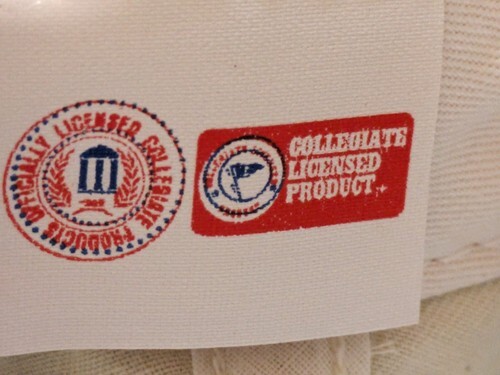 OFFICIALLY LICENSED COLLEGIATE PRODUCTS
COLLEGIATE
LICENSED
PRODUCT